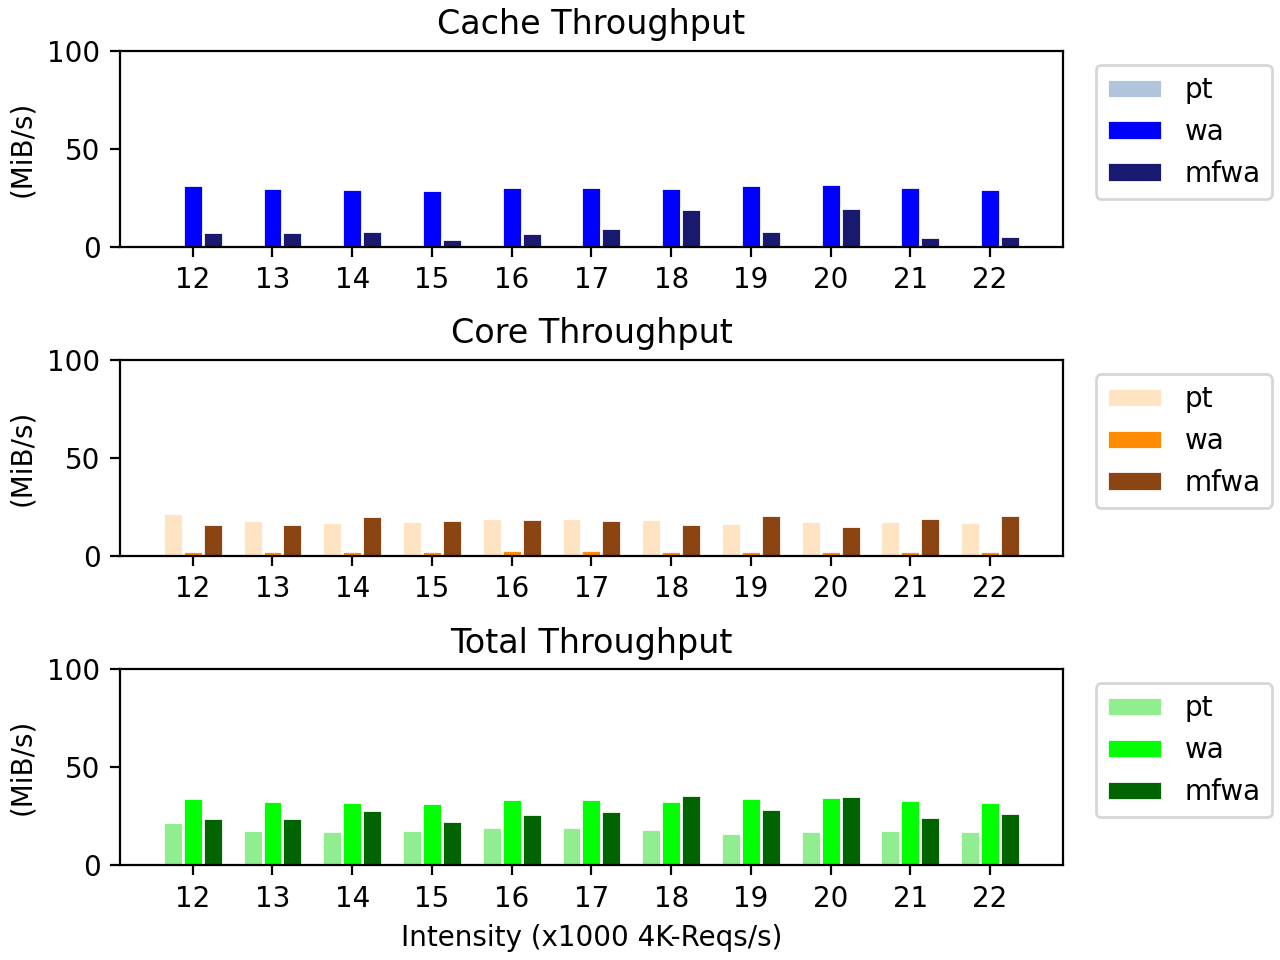 Cache Throughput
100
50
0
(MiB/s)
12 13 14 15 16 17 18 19 20 21 22
pt
wa
mfwa
Core Throughput
100
50
0
(MiB/s)
12 13 14 15 16 17 18 19 20 21 22
pt
wa
mfwa
Total Throughput
100
50
0
(MiB/s)
12 13 14 15 16 17 18 19 20 21 22
Intensity (x1000 4K-Reqs/s)
pt
wa
mfwa